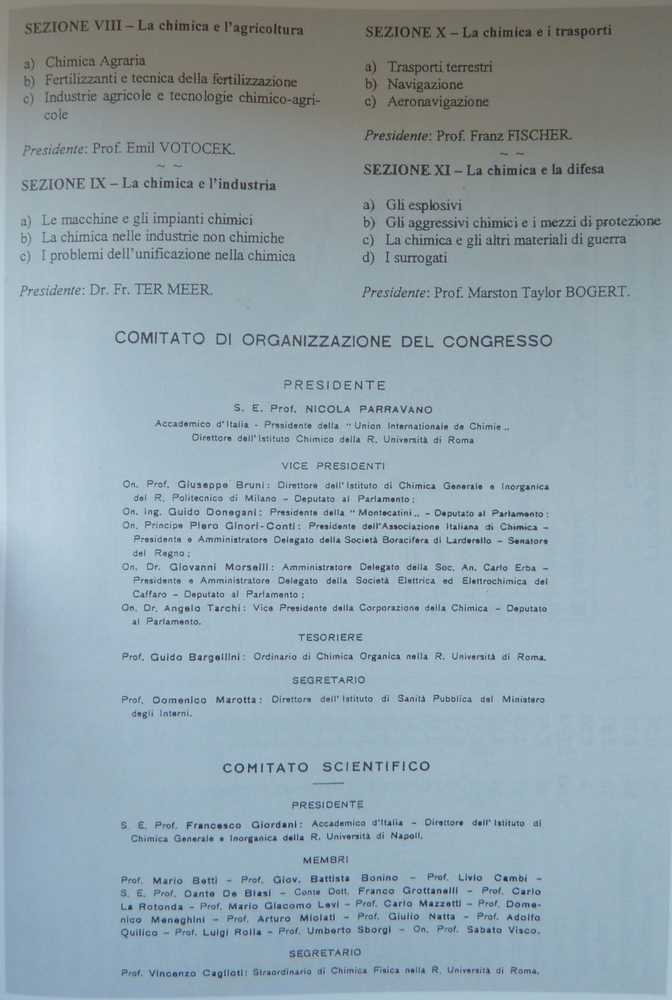 SEZIONE VIII – La chimica e l'agricoltura
a) Chimica Agraria
b) Fertilizzanti e tecnica della fertilizzazione
c) Industrie agricole e tecnologie chimico-agri-
cole
Presidente: Prof. Emil VOTOCEK.
~ ~
SEZIONE IX – La chimica e l'industria
a) Le macchine e gli impianti chimici
b) La chimica nelle industrie non chimiche
c) I problemi dell'unificazione nella chimica
Presidente: Dr. Fr. TER MEER.
SEZIONE X – La chimica e i trasporti
a) Trasporti terrestri
b) Navigazione
c) Aeronavigazione
Presidente: Prof. Franz FISCHER.
~ ~
SEZIONE XI – La chimica e la difesa
a) Gli esplosivi
b) Gli aggressivi chimici e i mezzi di protezione
c) La chimica e gli altri materiali di guerra
d) I surrogati
Presidente: Prof. Marston Taylor BOGERT.
COMITATO DI ORGANIZZAZIONE DEL CONGRESSO
PRESIDENTE
S. E. Prof. NICOLA PARRAVANO
Accademico d'Italia - Presidente della "Union Internationale de Chimie„
Direttore dell'Istituto Chimico della R. Università di Roma
VICE PRESIDENTI
On. Prof. Giuseppe Bruni: Direttore dell'Istituto di Chimica Generale e Inorganica
del R. Politecnico di Milano – Deputato al Parlamento;
On. Ing. Guido Donegani: Presidente della "Montecatini„ – Deputato al Parlamento;
On. Principe Piero Ginori-Conti: Presidente dell'Associazione Italiana di Chimica –
Presidente e Amministratore Delegato della Società Boracifera di Larderello – Senatore
del Regno;
On. Dr. Giovanni Morselli: Amministratore Delegato della Soc. An. Carlo Erba –
Presidente e Amministratore Delegato della Società Elettrica ed Elettrochimica del
Caffaro – Deputato al Parlamento;
On. Dr. Angelo Tarchi: Vice Presidente della Corporazione della Chimica – Deputato
al Parlamento.
TESORIERE
Prof. Guido Bargellini: Ordinario di Chimica Organica nella R. Università di Roma.
SEGRETARIO
Prof. Domenico Marotta: Direttore dell'Istituto di Sanità Pubblica del Ministero
degli Interni.
COMITATO SCIENTIFICO
PRESIDENTE
S. E. Prof. Francesco Giordani: Accademico d'Italia – Direttore dell'Istituto di
Chimica Generale e Inorganica della R. Università di Napoli.
MEMBRI
Prof. Mario Betti – Prof. Giov. Battista Bonino – Prof. Livio Cambi –
S. E. Prof. Dante De Blasi – Conte Dott. Franco Grottanelli – Prof. Carlo
La Rotonda – Prof. Mario Giacomo Levi – Prof. Carlo Mazzetti – Prof. Dome-
nico Meneghini – Prof. Arturo Miolati – Prof. Giulio Natta – Prof. Adolfo
Quilico – Prof. Luigi Rolla – Prof. Umberto Sborgi – On. Prof. Sabato Visco.
SEGRETARIO
Prof. Vincenzo Caglioti: Straordinario di Chimica Fisica nella R. Università di Roma.